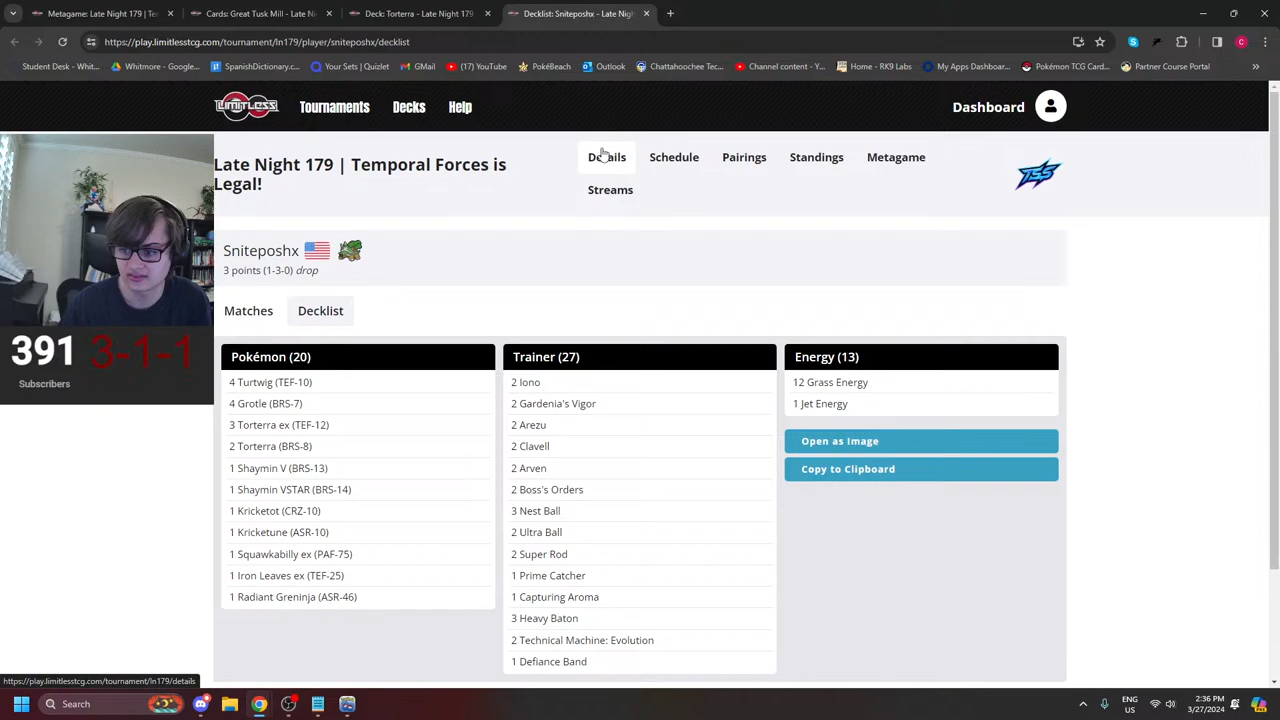 Metagame: Late Night 179 | Te
Cards: Great Tusk Mill - Late Ni
Deck: Torterra - Late Night 179
Decklist: Sniteposhx - Late Nigh
https://play.limitlesstcg.com/tournament/ln179/player/sniteposhx/decklist
Student Desk - Whit...
Whitmore - Google...
SpanishDictionary.c...
Your Sets | Quizlet
GMail
(17) YouTube
PokéBeach
Outlook
Chattahoochee Tec...
Channel content - Y...
Home - RK9 Labs
My Apps Dashboar...
Pokémon TCG Card...
Partner Course Portal
LIMITLESS
Tournaments
Decks
Help
Dashboard
Late Night 179 | Temporal Forces is
Legal!
Details
Schedule
Pairings
Standings
Metagame
Streams
TSS
Sniteposhx
3 points (1-3-0) drop
Matches
Decklist
391
3-1-1
Subscribers
Pokémon (20)
4 Turtwig (TEF-10)
4 Grotle (BRS-7)
3 Torterra ex (TEF-12)
2 Torterra (BRS-8)
1 Shaymin V (BRS-13)
1 Shaymin VSTAR (BRS-14)
1 Kricketot (CRZ-10)
1 Kricketune (ASR-10)
1 Squawkabilly ex (PAF-75)
1 Iron Leaves ex (TEF-25)
1 Radiant Greninja (ASR-46)
Trainer (27)
2 Iono
2 Gardenia's Vigor
2 Arezu
2 Clavell
2 Arven
2 Boss's Orders
3 Nest Ball
2 Ultra Ball
2 Super Rod
1 Prime Catcher
1 Capturing Aroma
3 Heavy Baton
2 Technical Machine: Evolution
1 Defiance Band
Energy (13)
12 Grass Energy
1 Jet Energy
Open as Image
Copy to Clipboard
https://play.limitlesstcg.com/tournament/ln179/details
Search
ENG
US
2:36 PM
3/27/2024